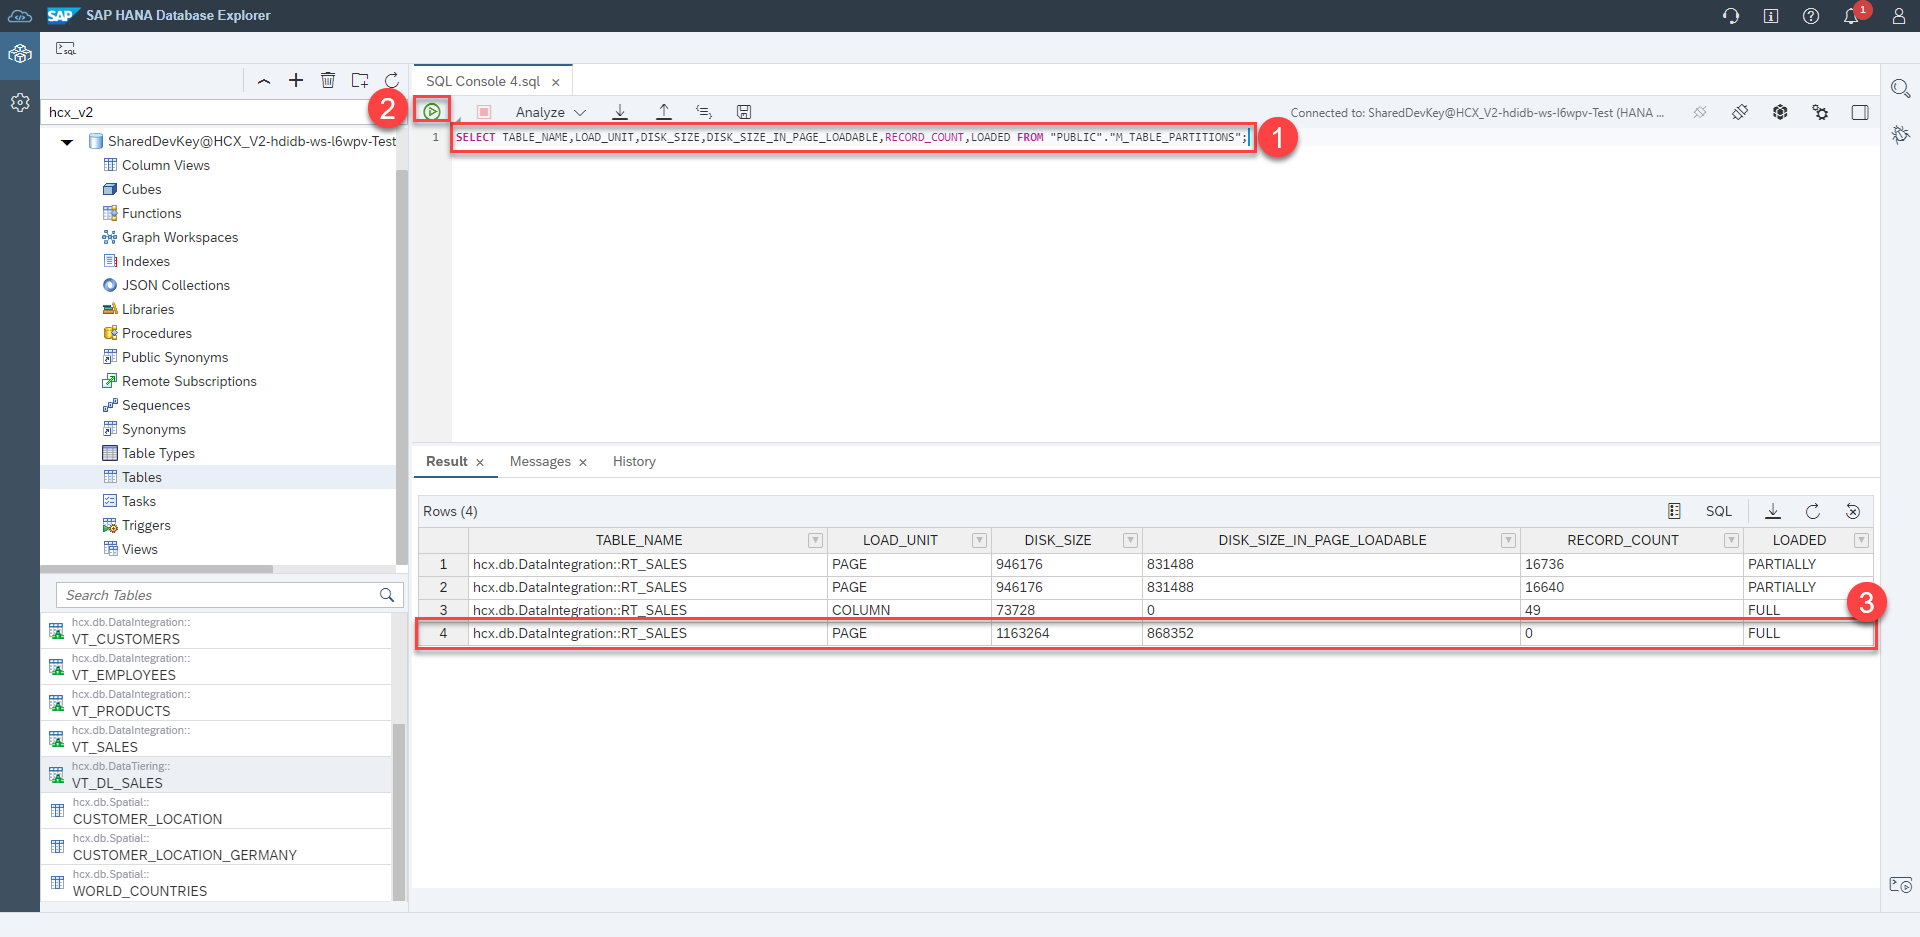 SAP SAP HANA Database Explorer
1
SQL
hcx_v2
2
SharedDevKey@HCX_V2-hdidb-ws-l6wpv-Test
Column Views
Cubes
Functions
Graph Workspaces
Indexes
JSON Collections
Libraries
Procedures
Public Synonyms
Remote Subscriptions
Sequences
Synonyms
Table Types
Tables
Tasks
Triggers
Views
Search Tables
hcx.db.DataIntegration::
VT_CUSTOMERS
hcx.db.DataIntegration::
VT_EMPLOYEES
hcx.db.DataIntegration::
VT_PRODUCTS
hcx.db.DataIntegration::
VT_SALES
hcx.db.DataTiering::
VT_DL_SALES
hcx.db.Spatial::
CUSTOMER_LOCATION
hcx.db.Spatial::
CUSTOMER_LOCATION_GERMANY
hcx.db.Spatial::
WORLD_COUNTRIES
SQL Console 4.sql
Analyze
Connected to: SharedDevKey@HCX_V2-hdidb-ws-l6wpv-Test (HANA ...
1 SELECT TABLE_NAME,LOAD_UNIT,DISK_SIZE,DISK_SIZE_IN_PAGE_LOADABLE,RECORD_COUNT,LOADED FROM "PUBLIC"."M_TABLE_PARTITIONS";
1
Result Messages History
Rows (4) SQL
TABLE_NAME LOAD_UNIT DISK_SIZE DISK_SIZE_IN_PAGE_LOADABLE RECORD_COUNT LOADED
1 hcx.db.DataIntegration::RT_SALES PAGE 946176 831488 16736 PARTIALLY
2 hcx.db.DataIntegration::RT_SALES PAGE 946176 831488 16640 PARTIALLY
3 hcx.db.DataIntegration::RT_SALES COLUMN 73728 0 49 FULL
3
4 hcx.db.DataIntegration::RT_SALES PAGE 1163264 868352 0 FULL